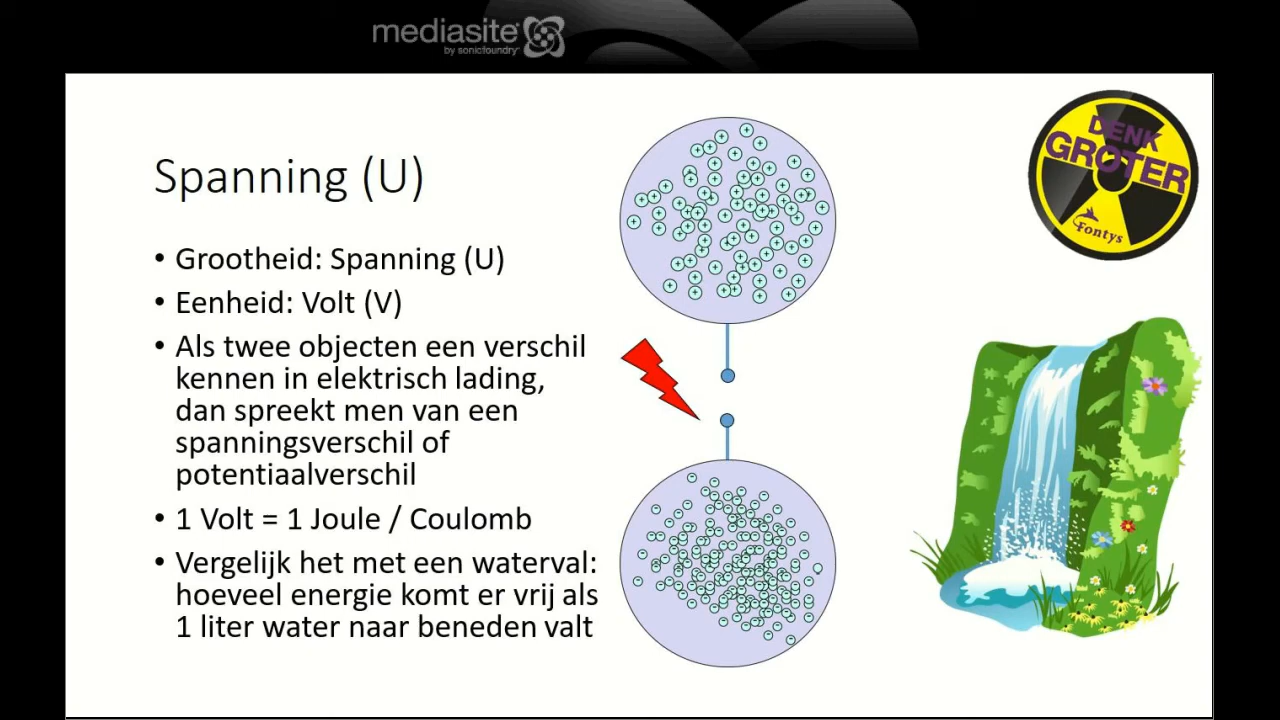 mediasite
by sonicfoundry
DENK
GROTER
Fontys
Spanning (U)
• Grootheid: Spanning (U)
• Eenheid: Volt (V)
• Als twee objecten een verschil
kennen in elektrisch lading,
dan spreekt men van een
spanningsverschil of
potentiaalverschil
• 1 Volt = 1 Joule / Coulomb
• Vergelijk het met een waterval:
hoeveel energie komt er vrij als
1 liter water naar beneden valt